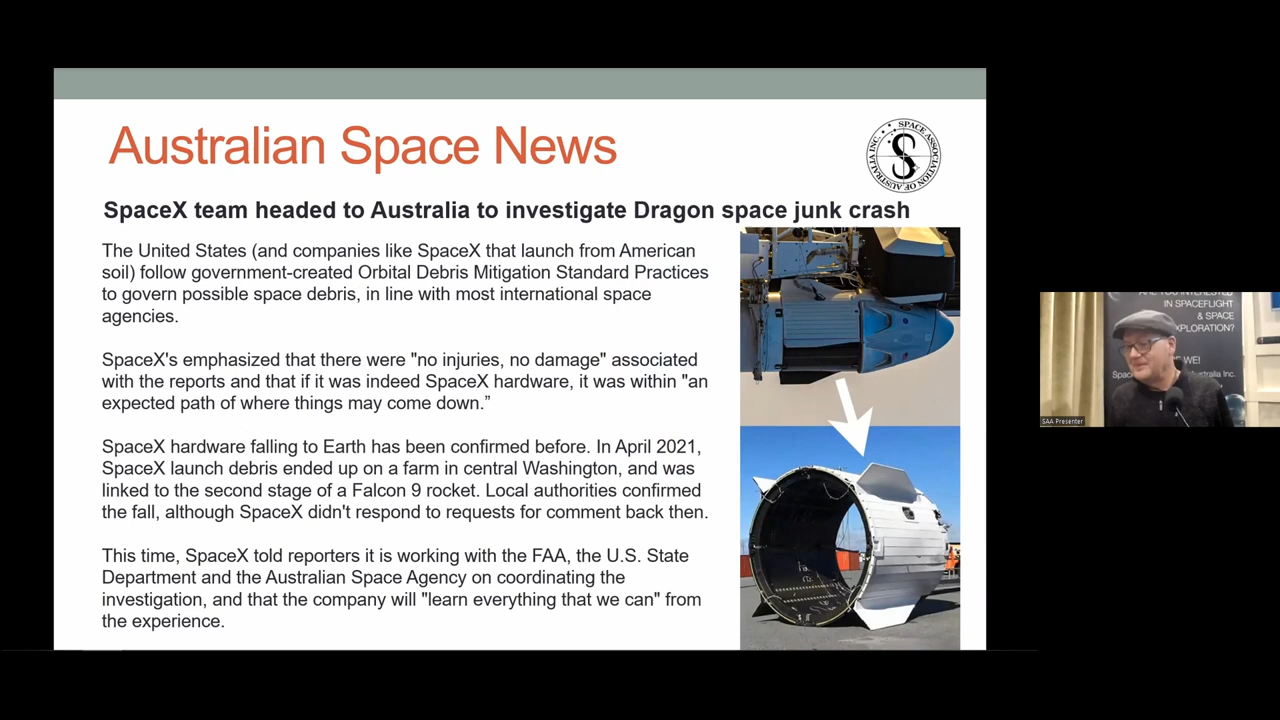 Australian Space News
SPACE ASSOCIATION OF AUSTRALIA INC.
S
SpaceX team headed to Australia to investigate Dragon space junk crash
The United States (and companies like SpaceX that launch from American
soil) follow government-created Orbital Debris Mitigation Standard Practices
to govern possible space debris, in line with most international space
agencies.
SpaceX's emphasized that there were "no injuries, no damage" associated
with the reports and that if it was indeed SpaceX hardware, it was within "an
expected path of where things may come down.”
SpaceX hardware falling to Earth has been confirmed before. In April 2021,
SpaceX launch debris ended up on a farm in central Washington, and was
linked to the second stage of a Falcon 9 rocket. Local authorities confirmed
the fall, although SpaceX didn't respond to requests for comment back then.
This time, SpaceX told reporters it is working with the FAA, the U.S. State
Department and the Australian Space Agency on coordinating the
investigation, and that the company will "learn everything that we can" from
the experience.
IN SPACEFLIGHT
& SPACE
WE!
Inc.
SAA Presenter